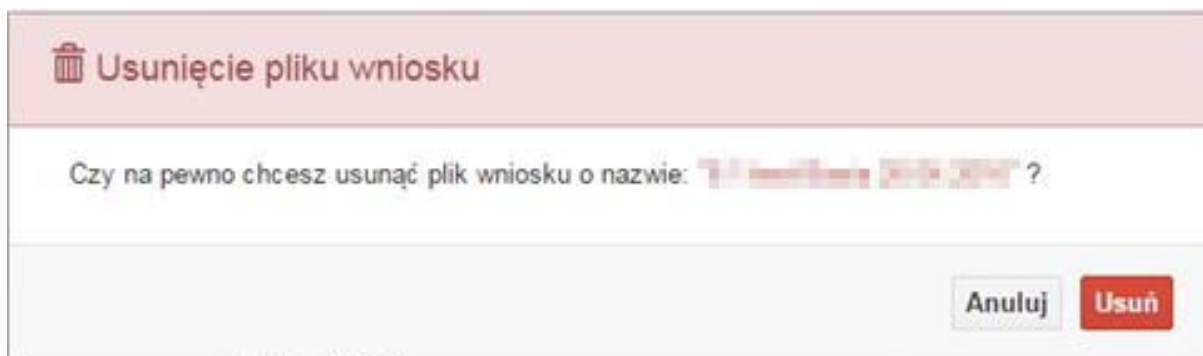 Usunięcie pliku wniosku
Czy na pewno chcesz usunąć plik wniosku o nazwie: " " ?
Anuluj Usuń